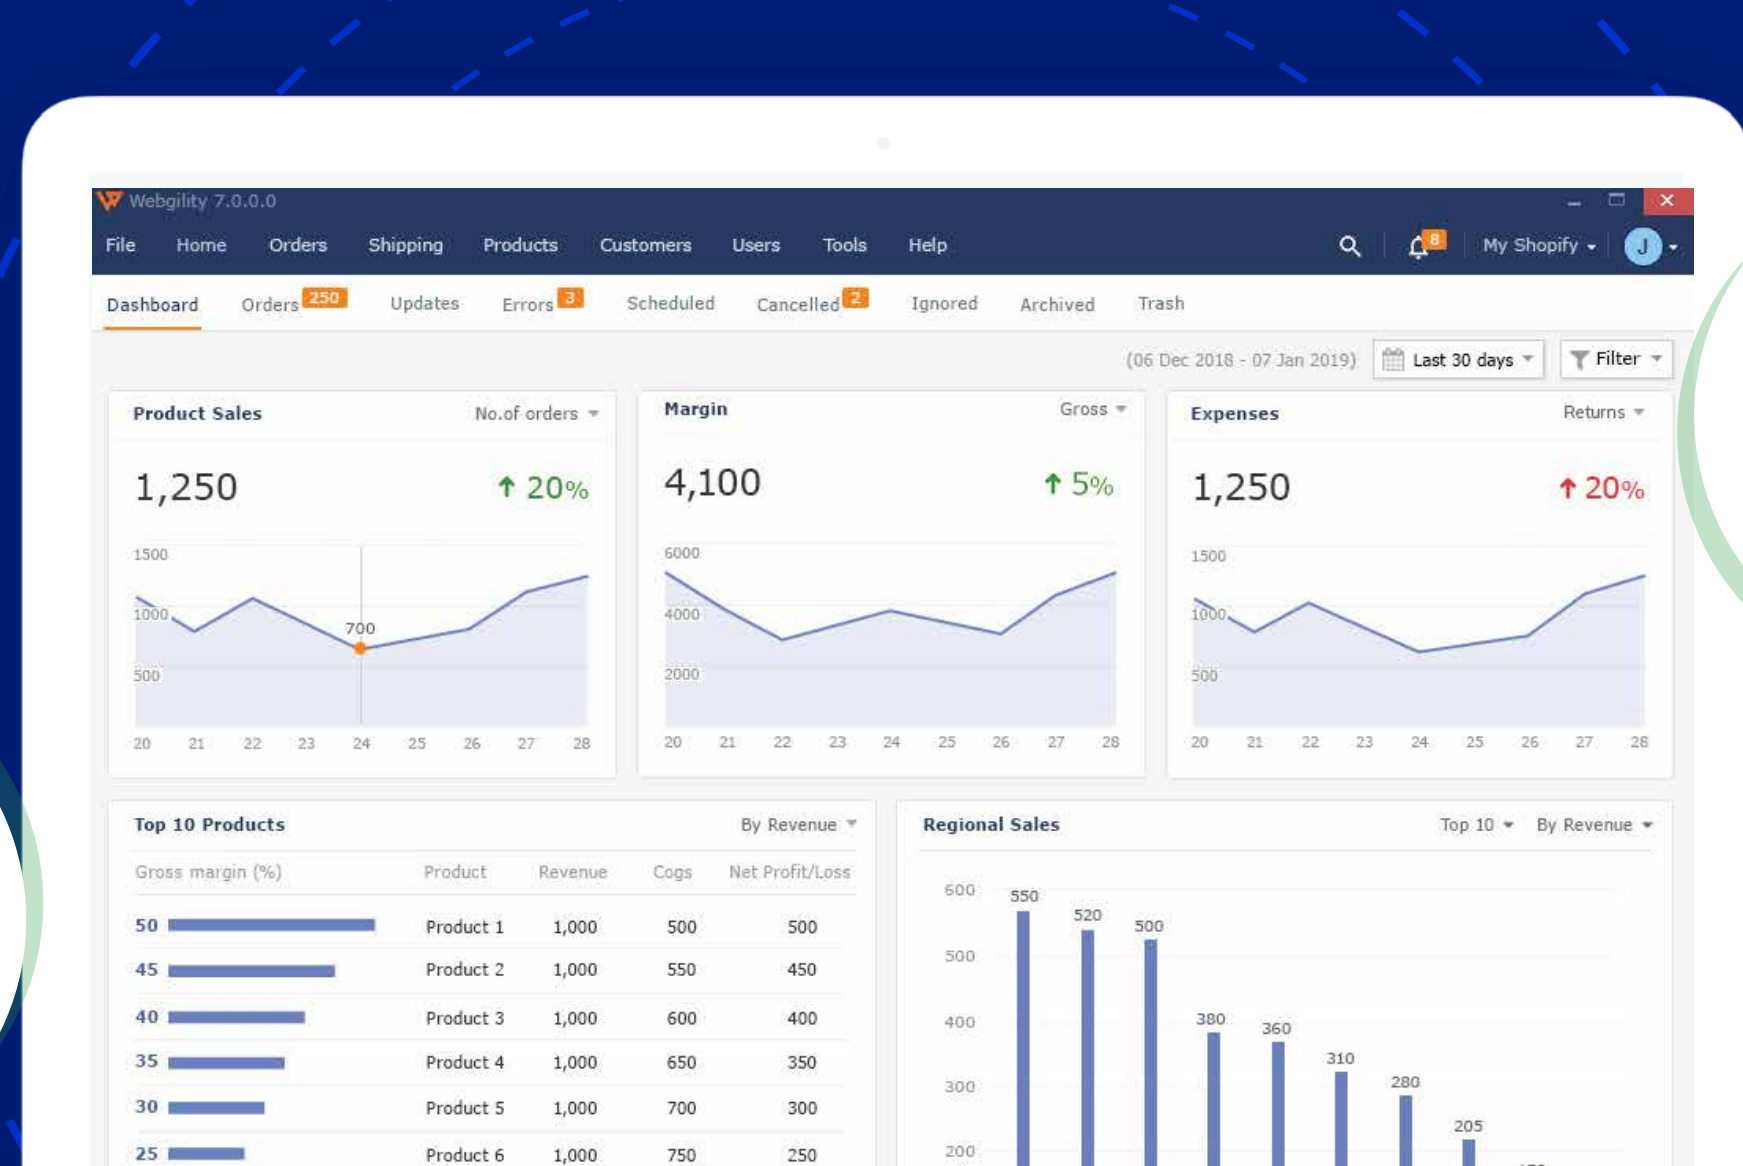 Webgility 7.0.0.0
File Home Orders Shipping Products Customers Users Tools Help 8 My Shopify J
Dashboard Orders 250 Updates Errors 3 Scheduled Cancelled 2 Ignored Archived Trash
(06 Dec 2018 - 07 Jan 2019) Last 30 days Filter
Product Sales No.of orders
1,250 20%
1500
1000
700
500
20 21 22 23 24 25 26 27 28
Margin Gross
4,100 5%
6000
4000
2000
20 21 22 23 24 25 26 27 28
Expenses Returns
1,250 20%
1500
1000
500
20 21 22 23 24 25 26 27 28
Top 10 Products By Revenue
Gross margin (%) Product Revenue Cogs Net Profit/Loss
50 Product 1 1,000 500 500
45 Product 2 1,000 550 450
40 Product 3 1,000 600 400
35 Product 4 1,000 650 350
30 Product 5 1,000 700 300
25 Product 6 1,000 750 250
Regional Sales Top 10 By Revenue
600
550
520
500
500
400
380
360
310
300
280
205
200